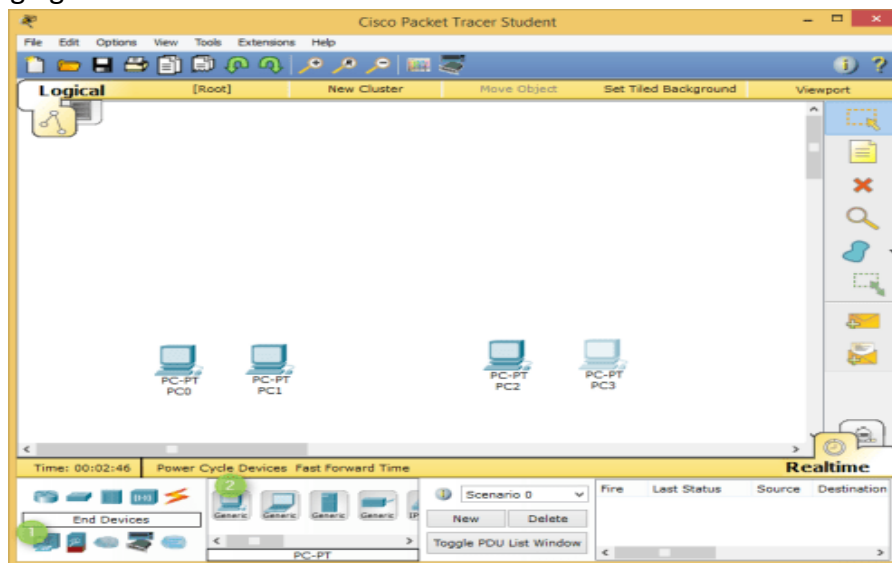 Cisco Packet Tracer Student
File Edit Options View Tools Extensions Help
Logical [Root] New Cluster Move Object Set Tiled Background Viewport
PC-PT PC-PT PC-PT PC-PT
PC0 PC1 PC2 PC3
Time: 00:02:46 Power Cycle Devices Fast Forward Time Realtime
2
Scenario 0 Fire Last Status Source Destination
End Devices Generic Generic Generic Generic IP New Delete
1
PC-PT Toggle PDU List Window